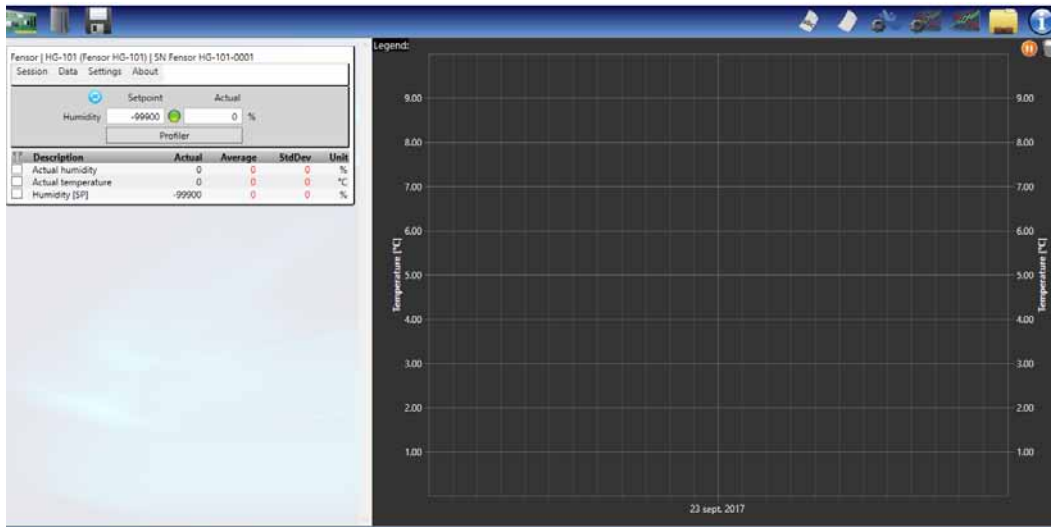 Fensor | HG-101 (Fensor HG-101) | SN Fensor HG-101-0001
Session Data Settings About
Setpoint Actual
Humidity -99900 0 %
Profiler
Description Actual Average StdDev Unit
Actual humidity 0 0 0 %
Actual temperature 0 0 0 °C
Humidity [SP] -99900 0 0 %
Legend:
9.00 9.00
8.00 8.00
7.00 7.00
6.00 6.00
5.00 5.00
4.00 4.00
3.00 3.00
2.00 2.00
1.00 1.00
Temperature [°C]
Temperature [°C]
23 sept. 2017